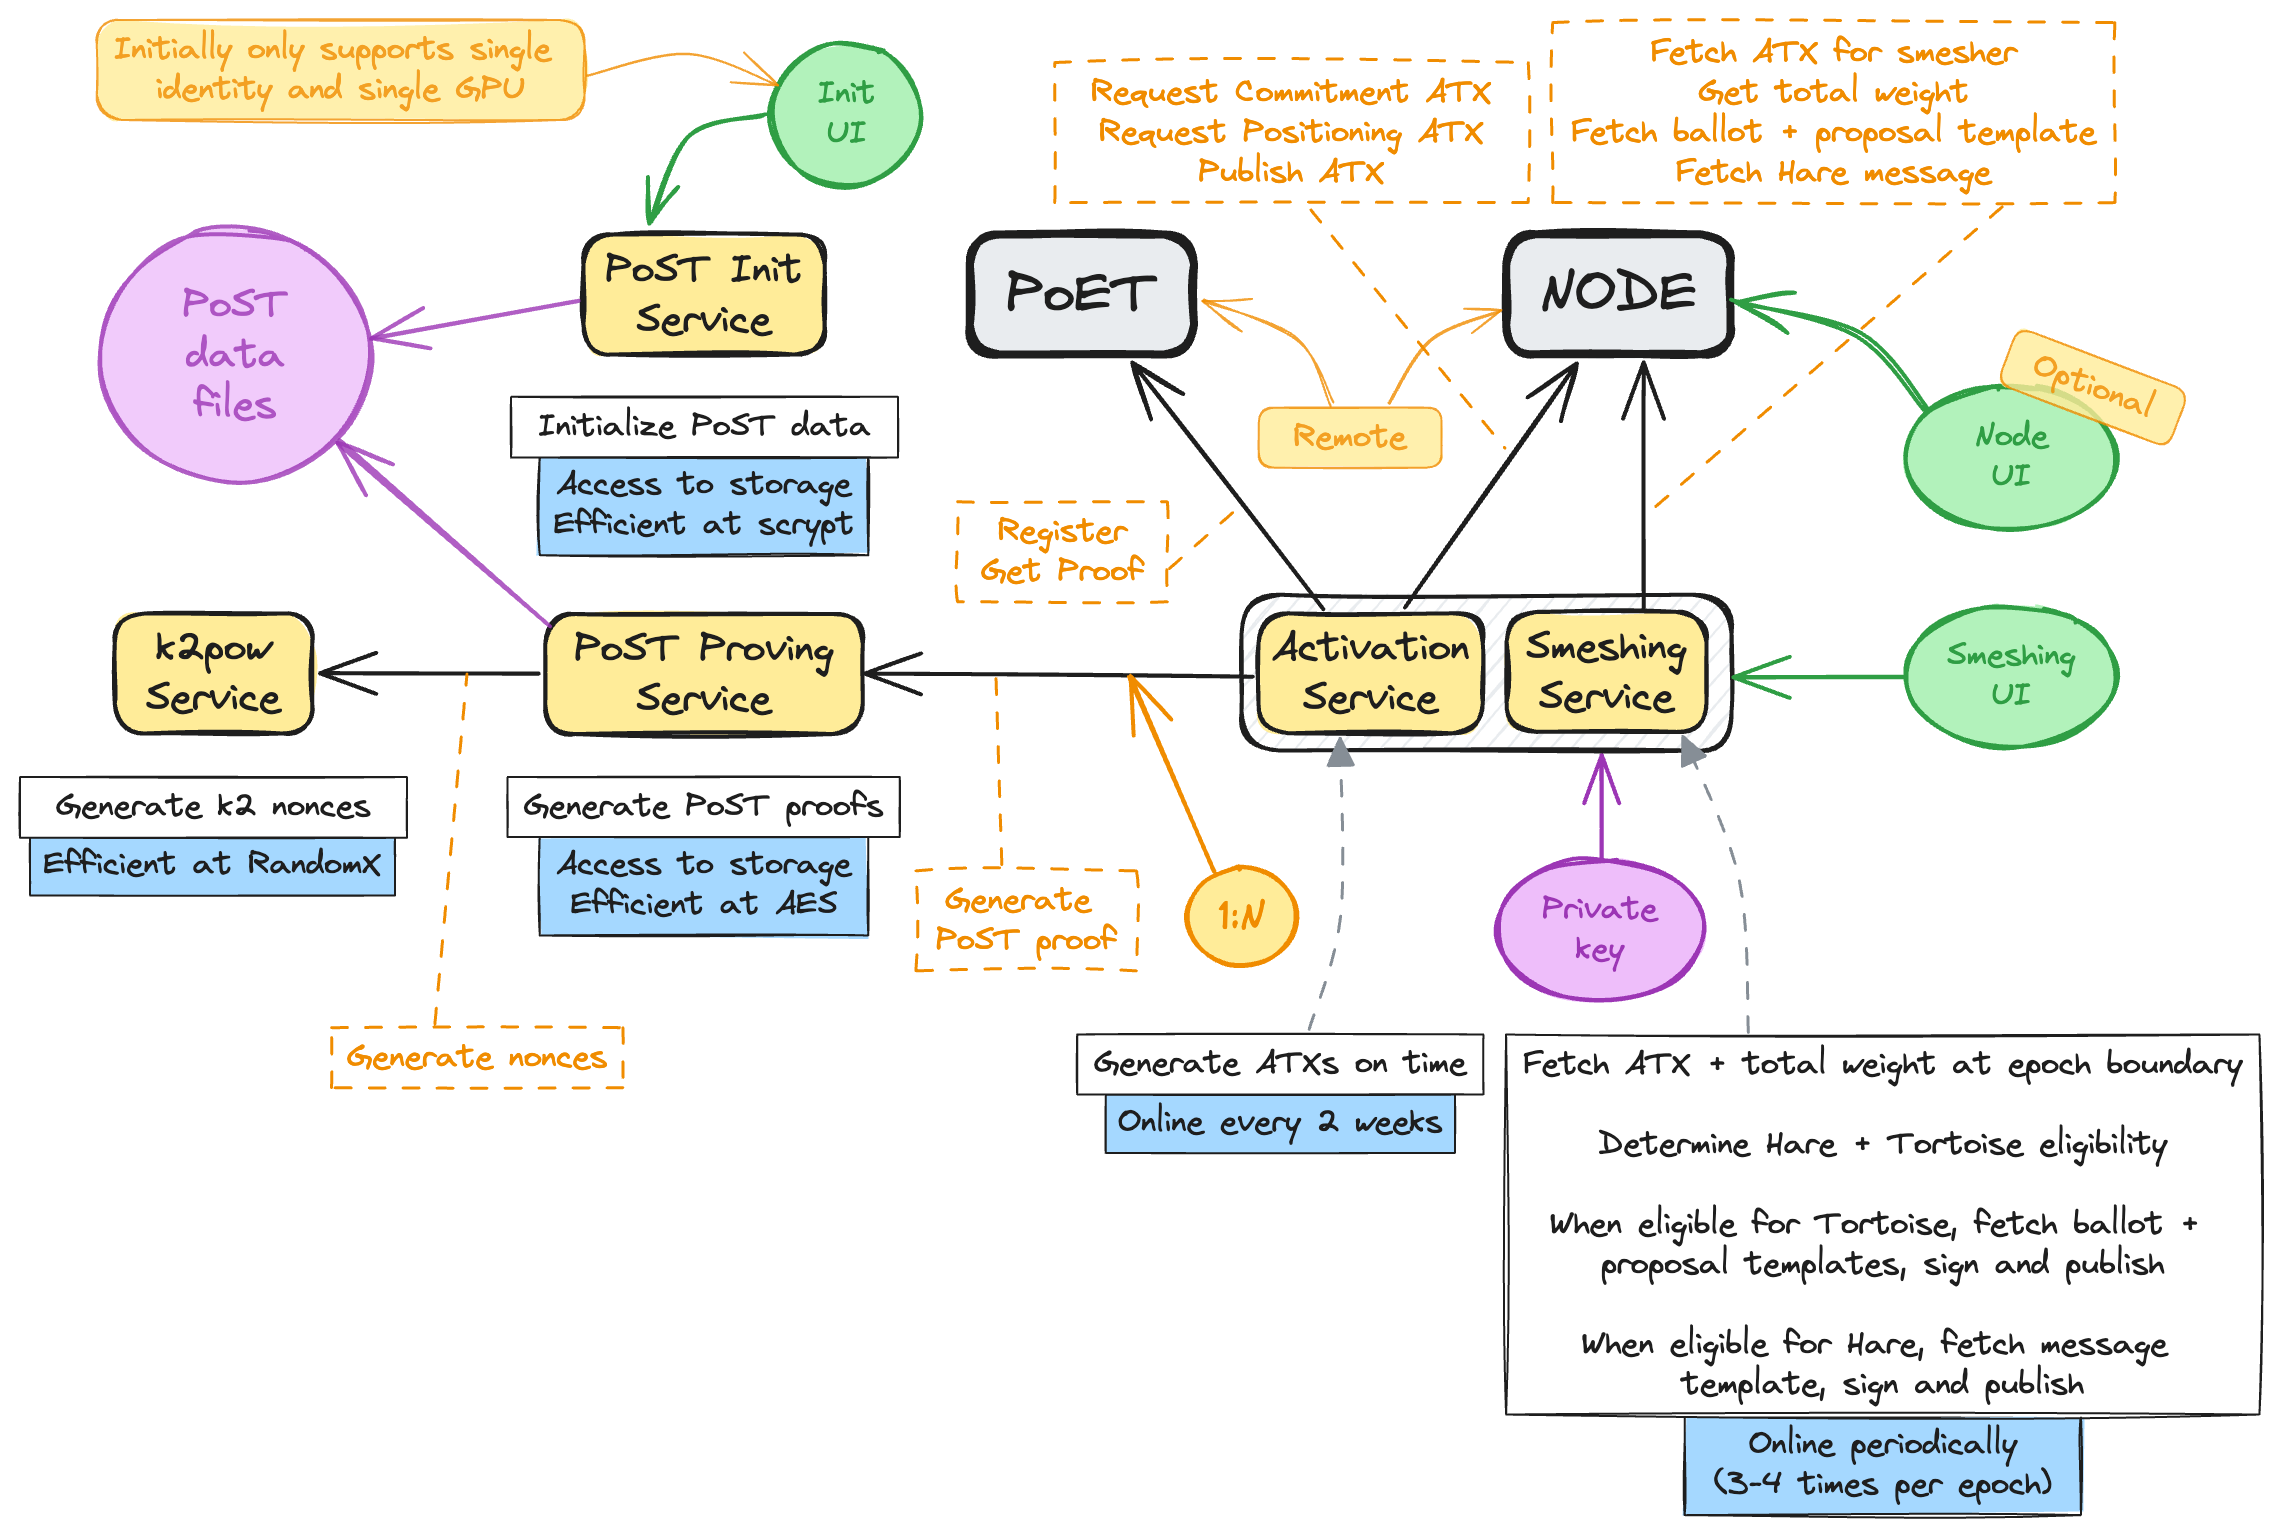 Initially only supports single
identity and single GPU
Init
UI
Request Commitment ATX
Request Positioning ATX
Publish ATX
Fetch ATX for smesher
Get total weight
Fetch ballot + proposal template
Fetch Hare message
PoST
data
files
PoST Init
Service
PoET
NODE
Optional
Node
UI
Remote
Initialize PoST data
Access to storage
Efficient at scrypt
Register
Get Proof
k2pow
Service
PoST Proving
Service
Activation
Service
Smeshing
Service
Smeshing
UI
Generate k2 nonces
Efficient at RandomX
Generate PoST proofs
Access to storage
Efficient at AES
Generate
PoST proof
1:N
Private
key
Generate nonces
Generate ATXs on time
Online every 2 weeks
Fetch ATX + total weight at epoch boundary
Determine Hare + Tortoise eligibility
When eligible for Tortoise, fetch ballot +
proposal templates, sign and publish
When eligible for Hare, fetch message
template, sign and publish
Online periodically
(3-4 times per epoch)